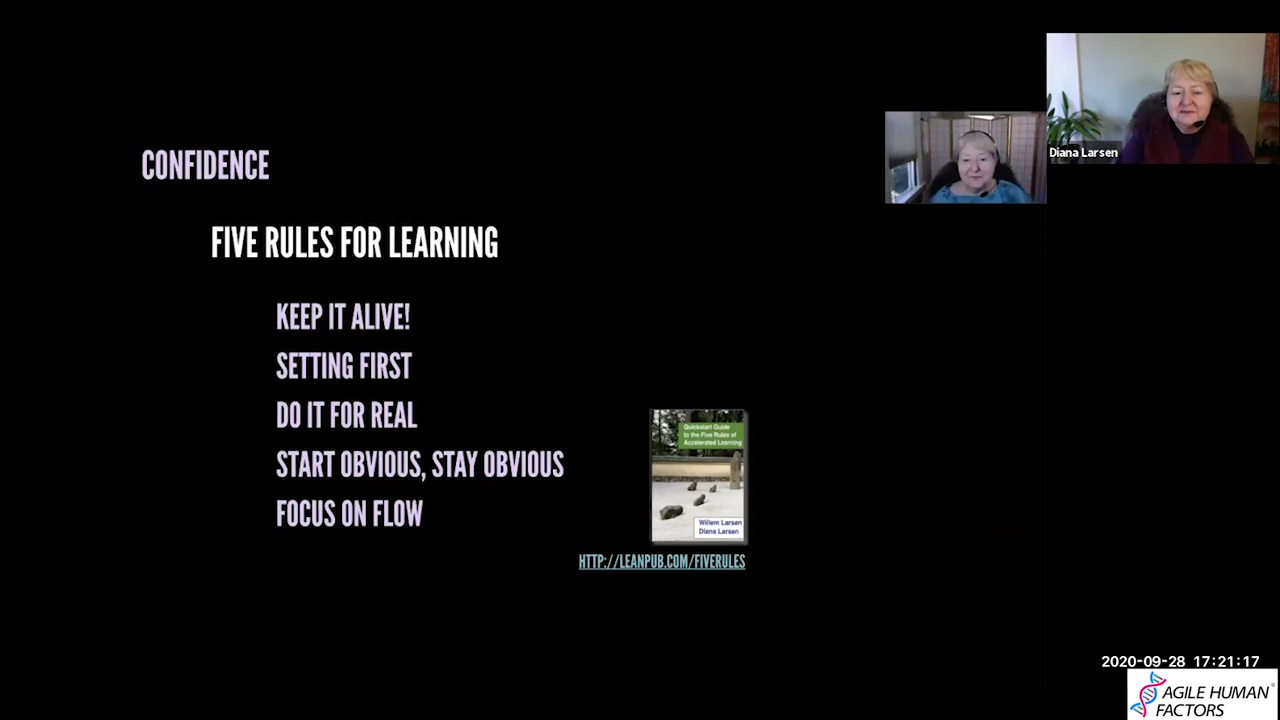 CONFIDENCE
FIVE RULES FOR LEARNING
KEEP IT ALIVE!
SETTING FIRST
DO IT FOR REAL
START OBVIOUS, STAY OBVIOUS
FOCUS ON FLOW
Quickstart Guide
to the Five Rules of
Accelerated Learning
Willem Larsen
Diana Larsen
HTTP://LEANPUB.COM/FIVERULES
Diana Larsen
2020-09-28 17:21:17
AGILE HUMAN
FACTORS